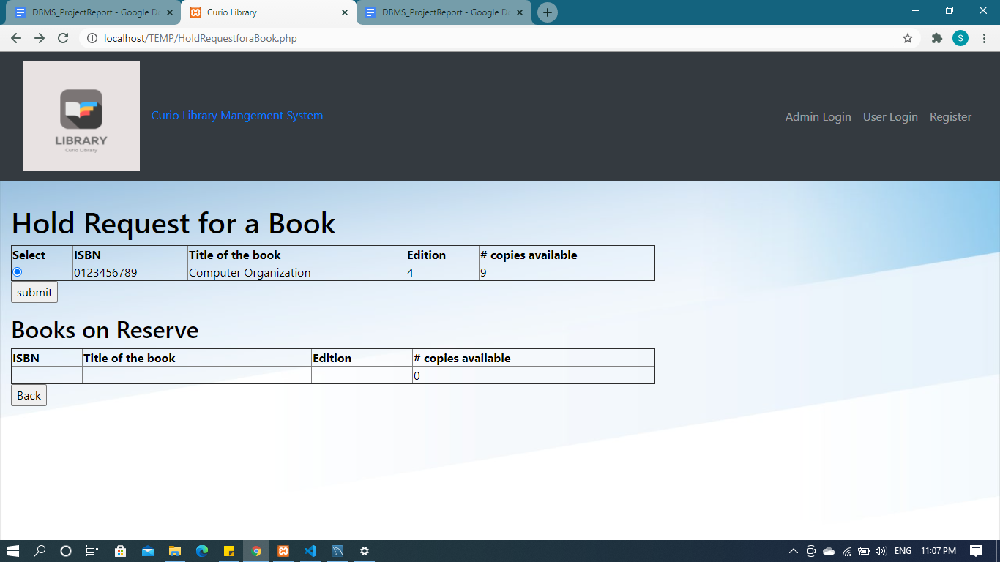 DBMS_ProjectReport - Google D
Curio Library
DBMS_ProjectReport - Google D
localhost/TEMP/HoldRequestforaBook.php
S
LIBRARY
Curio Library
Curio Library Mangement System
Admin Login User Login Register
Hold Request for a Book
Select ISBN Title of the book Edition # copies available
0123456789 Computer Organization 4 9
submit
Books on Reserve
ISBN Title of the book Edition # copies available
0
Back
ENG 11:07 PM